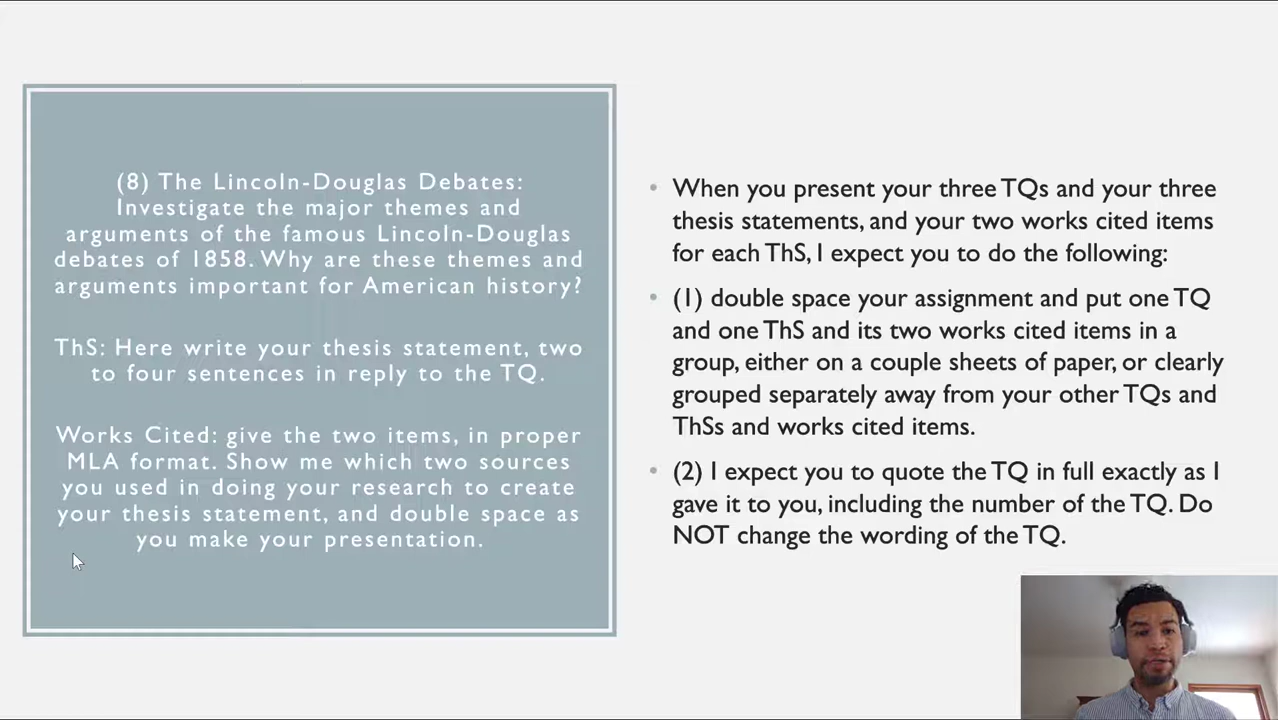 (8) The Lincoln-Douglas Debates:
Investigate the major themes and
arguments of the famous Lincoln-Douglas
debates of 1858. Why are these themes and
arguments important for American history?
ThS: Here write your thesis statement, two
to four sentences in reply to the TQ.
Works Cited: give the two items, in proper
MLA format. Show me which two sources
you used in doing your research to create
your thesis statement, and double space as
you make your presentation.
• When you present your three TQs and your three
thesis statements, and your two works cited items
for each ThS, I expect you to do the following:
• (1) double space your assignment and put one TQ
and one ThS and its two works cited items in a
group, either on a couple sheets of paper, or clearly
grouped separately away from your other TQs and
ThSs and works cited items.
• (2) I expect you to quote the TQ in full exactly as I
gave it to you, including the number of the TQ. Do
NOT change the wording of the TQ.